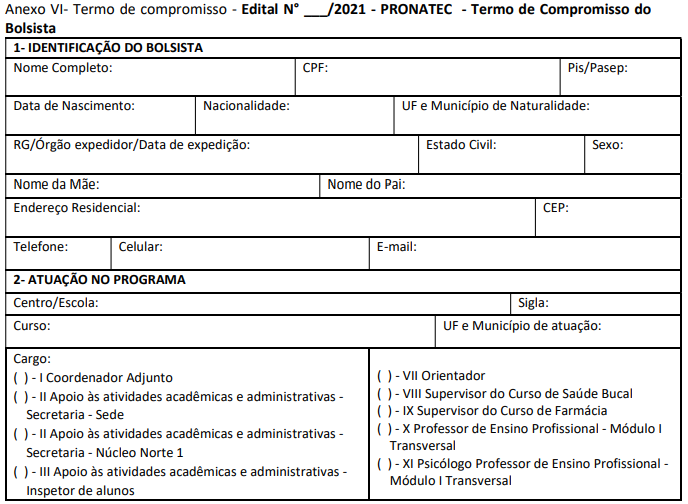 Anexo VI- Termo de compromisso - Edital N° ___/2021 - PRONATEC - Termo de Compromisso do
Bolsista
1- IDENTIFICAÇÃO DO BOLSISTA
Nome Completo: CPF: Pis/Pasep:
Data de Nascimento: Nacionalidade: UF e Município de Naturalidade:
RG/Órgão expedidor/Data de expedição: Estado Civil: Sexo:
Nome da Mãe: Nome do Pai:
Endereço Residencial: CEP:
Telefone: Celular: E-mail:
2- ATUAÇÃO NO PROGRAMA
Centro/Escola: Sigla:
Curso: UF e Município de atuação:
Cargo:
( ) - I Coordenador Adjunto
( ) - II Apoio às atividades acadêmicas e administrativas -
Secretaria - Sede
( ) - II Apoio às atividades acadêmicas e administrativas -
Secretaria - Núcleo Norte 1
( ) - III Apoio às atividades acadêmicas e administrativas -
Inspetor de alunos
( ) - VII Orientador
( ) - VIII Supervisor do Curso de Saúde Bucal
( ) - IX Supervisor do Curso de Farmácia
( ) - X Professor de Ensino Profissional - Módulo I
Transversal
( ) - XI Psicólogo Professor de Ensino Profissional -
Módulo I Transversal